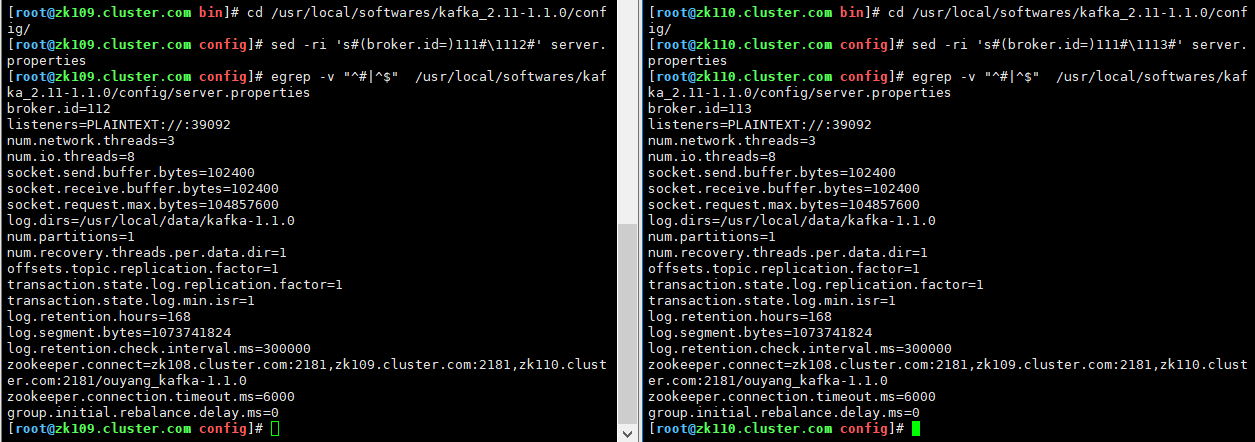 [root@zk109.cluster.com bin]# cd /usr/local/softwares/kafka_2.11-1.1.0/conf
ig/
[root@zk109.cluster.com config]# sed -ri 's#(broker.id=)111#\1112#' server.
properties
[root@zk109.cluster.com config]# egrep -v "^#|^$"  /usr/local/softwares/kaf
ka_2.11-1.1.0/config/server.properties
broker.id=112
listeners=PLAINTEXT://:39092
num.network.threads=3
num.io.threads=8
socket.send.buffer.bytes=102400
socket.receive.buffer.bytes=102400
socket.request.max.bytes=104857600
log.dirs=/usr/local/data/kafka-1.1.0
num.partitions=1
num.recovery.threads.per.data.dir=1
offsets.topic.replication.factor=1
transaction.state.log.replication.factor=1
transaction.state.log.min.isr=1
log.retention.hours=168
log.segment.bytes=1073741824
log.retention.check.interval.ms=300000
zookeeper.connect=zk108.cluster.com:2181,zk109.cluster.com:2181,zk110.clust
er.com:2181/ouyang_kafka-1.1.0
zookeeper.connection.timeout.ms=6000
group.initial.rebalance.delay.ms=0
[root@zk109.cluster.com config]#
[root@zk110.cluster.com bin]# cd /usr/local/softwares/kafka_2.11-1.1.0/conf
ig/
[root@zk110.cluster.com config]# sed -ri 's#(broker.id=)111#\1113#' server.
properties
[root@zk110.cluster.com config]# egrep -v "^#|^$"  /usr/local/softwares/kaf
ka_2.11-1.1.0/config/server.properties
broker.id=113
listeners=PLAINTEXT://:39092
num.network.threads=3
num.io.threads=8
socket.send.buffer.bytes=102400
socket.receive.buffer.bytes=102400
socket.request.max.bytes=104857600
log.dirs=/usr/local/data/kafka-1.1.0
num.partitions=1
num.recovery.threads.per.data.dir=1
offsets.topic.replication.factor=1
transaction.state.log.replication.factor=1
transaction.state.log.min.isr=1
log.retention.hours=168
log.segment.bytes=1073741824
log.retention.check.interval.ms=300000
zookeeper.connect=zk108.cluster.com:2181,zk109.cluster.com:2181,zk110.clust
er.com:2181/ouyang_kafka-1.1.0
zookeeper.connection.timeout.ms=6000
group.initial.rebalance.delay.ms=0
[root@zk110.cluster.com config]#